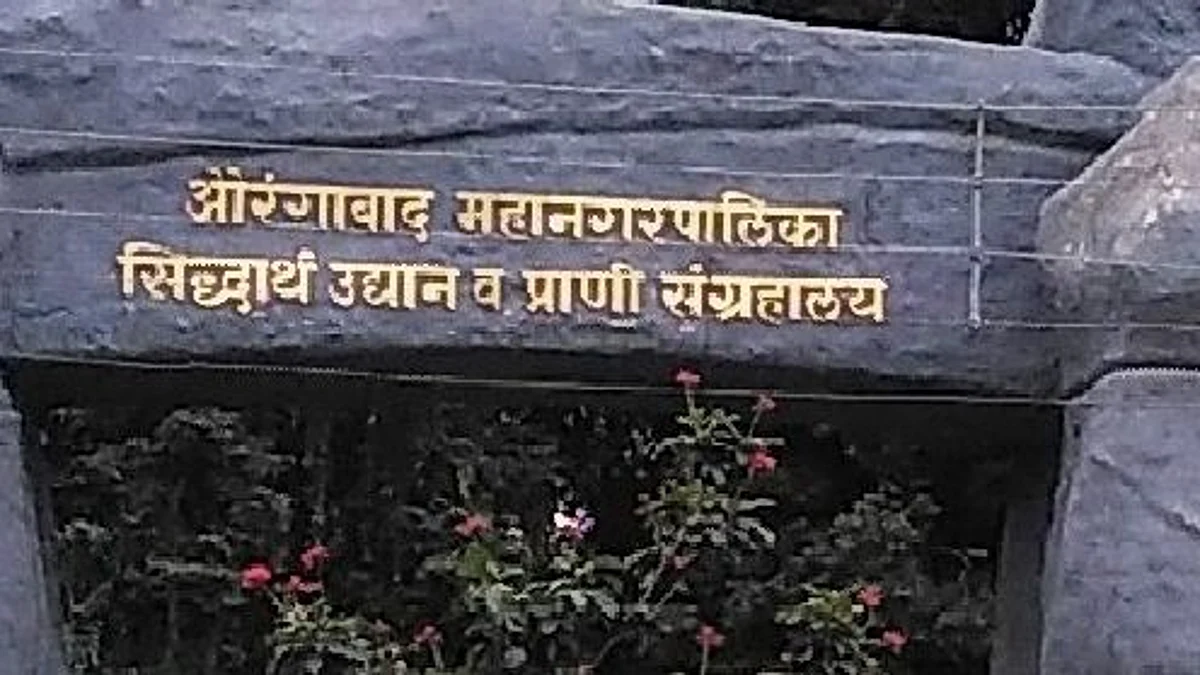 औरंगाबाद महानगरपालिका
सिद्धार्थ उद्यान व प्राणी संग्रहालय